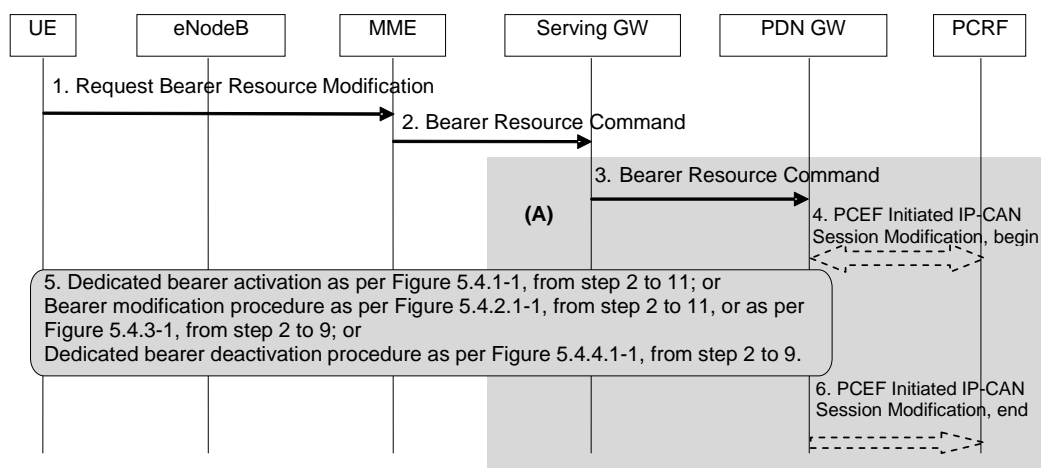 UE
eNodeB
MME
Serving GW
PDN GW
PCRF
1. Request Bearer Resource Modification
2. Bearer Resource Command
3. Bearer Resource Command
(A)
4. PCEF Initiated IP-CAN
Session Modification, begin
5. Dedicated bearer activation as per Figure 5.4.1-1, from step 2 to 11; or
Bearer modification procedure as per Figure 5.4.2.1-1, from step 2 to 11, or as per
Figure 5.4.3-1, from step 2 to 9; or
Dedicated bearer deactivation procedure as per Figure 5.4.4.1-1, from step 2 to 9.
6. PCEF Initiated IP-CAN
Session Modification, end